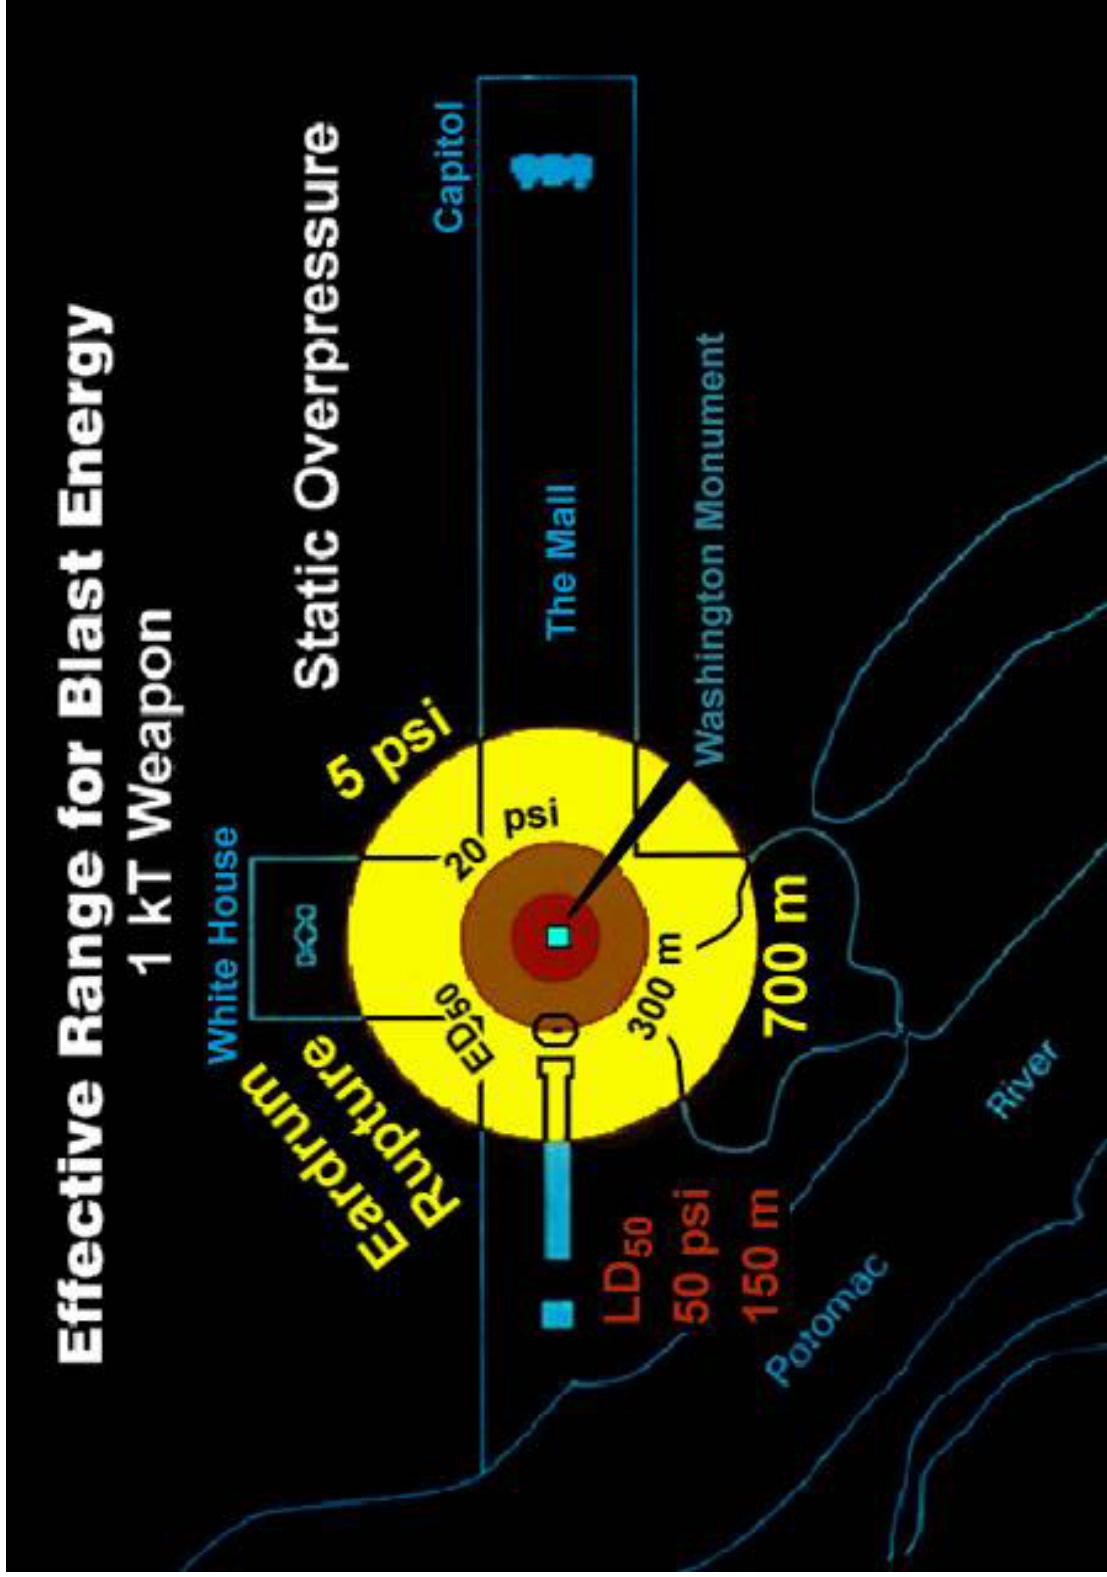 Effective Range for Blast Energy
1 kT Weapon
White House
Static Overpressure
Capitol
Eardrum
Rupture
5 psi
ED50
20
psi
The Mall
300 m
LD50
50 psi
150 m
Washington Monument
700 m
Potomac
River